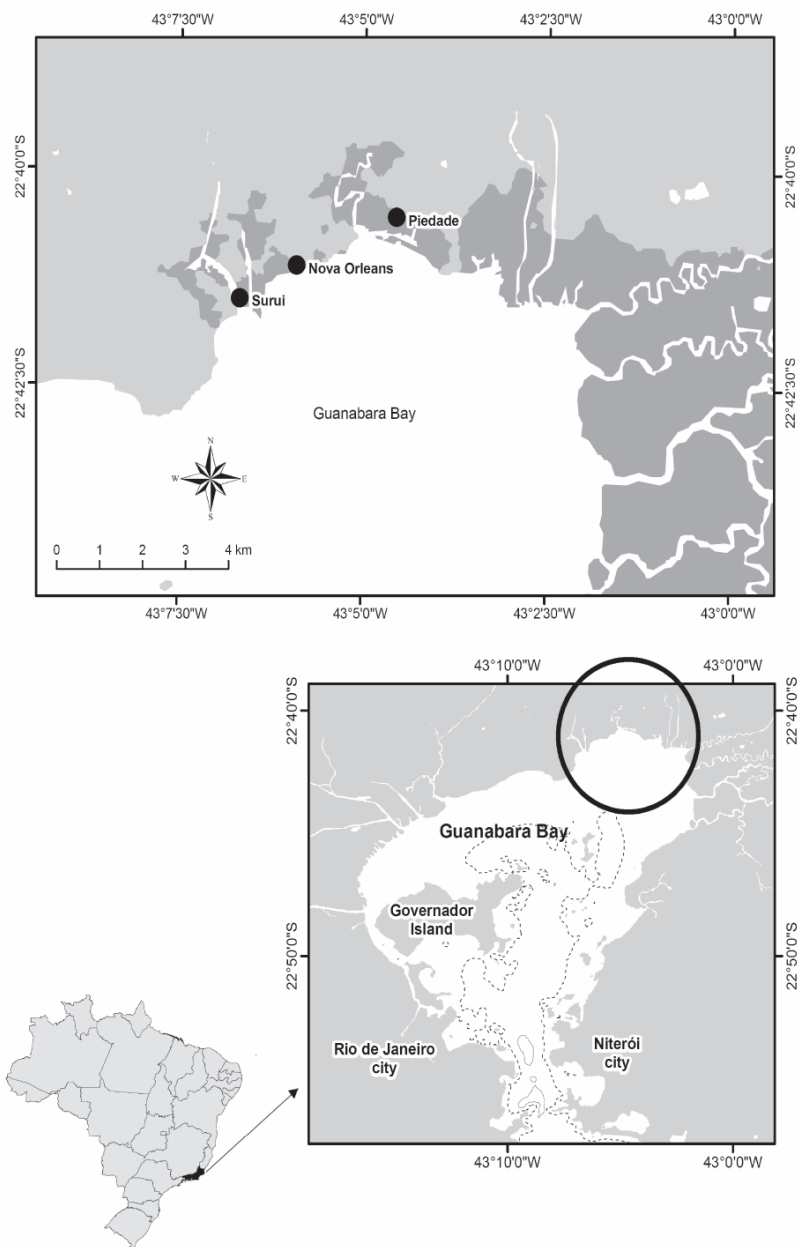 43°7'30"W
43°5'0"W
43°2'30"W
43°0'0"W
22°40'0"S
22°40'0"S
Piedade
Nova Orleans
Surui
22°42'30"S
22°42'30"S
Guanabara Bay
N
W
E
S
0 1 2 3 4 km
43°7'30"W
43°5'0"W
43°2'30"W
43°0'0"W
43°10'0"W
43°0'0"W
22°40'0"S
22°40'0"S
Guanabara Bay
Governador
Island
22°50'0"S
22°50'0"S
Rio de Janeiro
city
Niterói
city
43°10'0"W
43°0'0"W